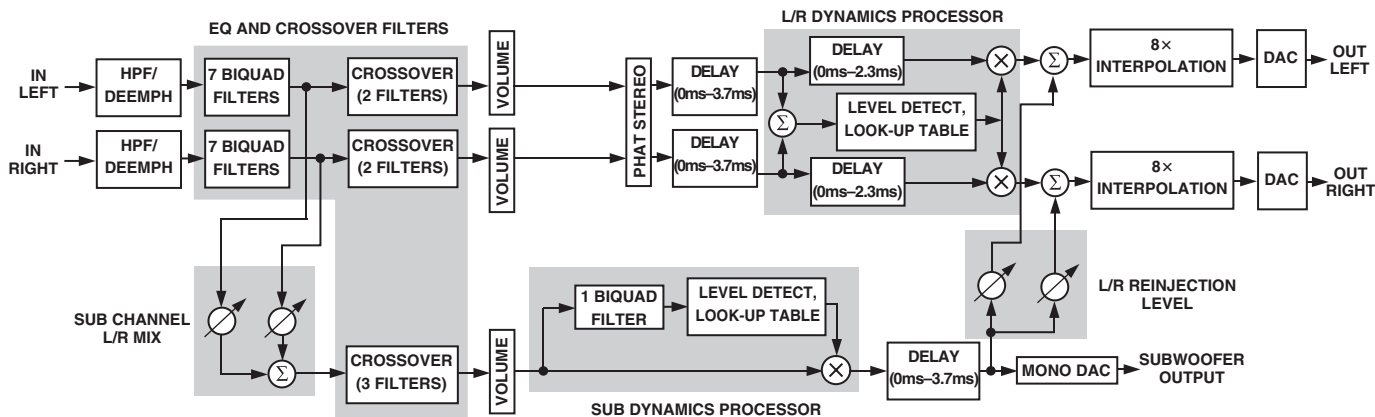 EQ AND CROSSOVER FILTERS
L/R DYNAMICS PROCESSOR
IN
LEFT
HPF/
DEEMPH
7 BIQUAD
FILTERS
CROSSOVER
(2 FILTERS)
VOLUME
PHAT STEREO
DELAY
(0ms–3.7ms)
DELAY
(0ms–2.3ms)
×
Σ
8×
INTERPOLATION
DAC
OUT
LEFT
Σ
LEVEL DETECT,
LOOK-UP TABLE
IN
RIGHT
HPF/
DEEMPH
7 BIQUAD
FILTERS
CROSSOVER
(2 FILTERS)
VOLUME
DELAY
(0ms–3.7ms)
DELAY
(0ms–2.3ms)
×
Σ
8×
INTERPOLATION
DAC
OUT
RIGHT
SUB CHANNEL
L/R MIX
Σ
CROSSOVER
(3 FILTERS)
VOLUME
1 BIQUAD
FILTER
LEVEL DETECT,
LOOK-UP TABLE
×
SUB DYNAMICS PROCESSOR
DELAY
(0ms–3.7ms)
L/R REINJECTION
LEVEL
MONO DAC
SUBWOOFER
OUTPUT